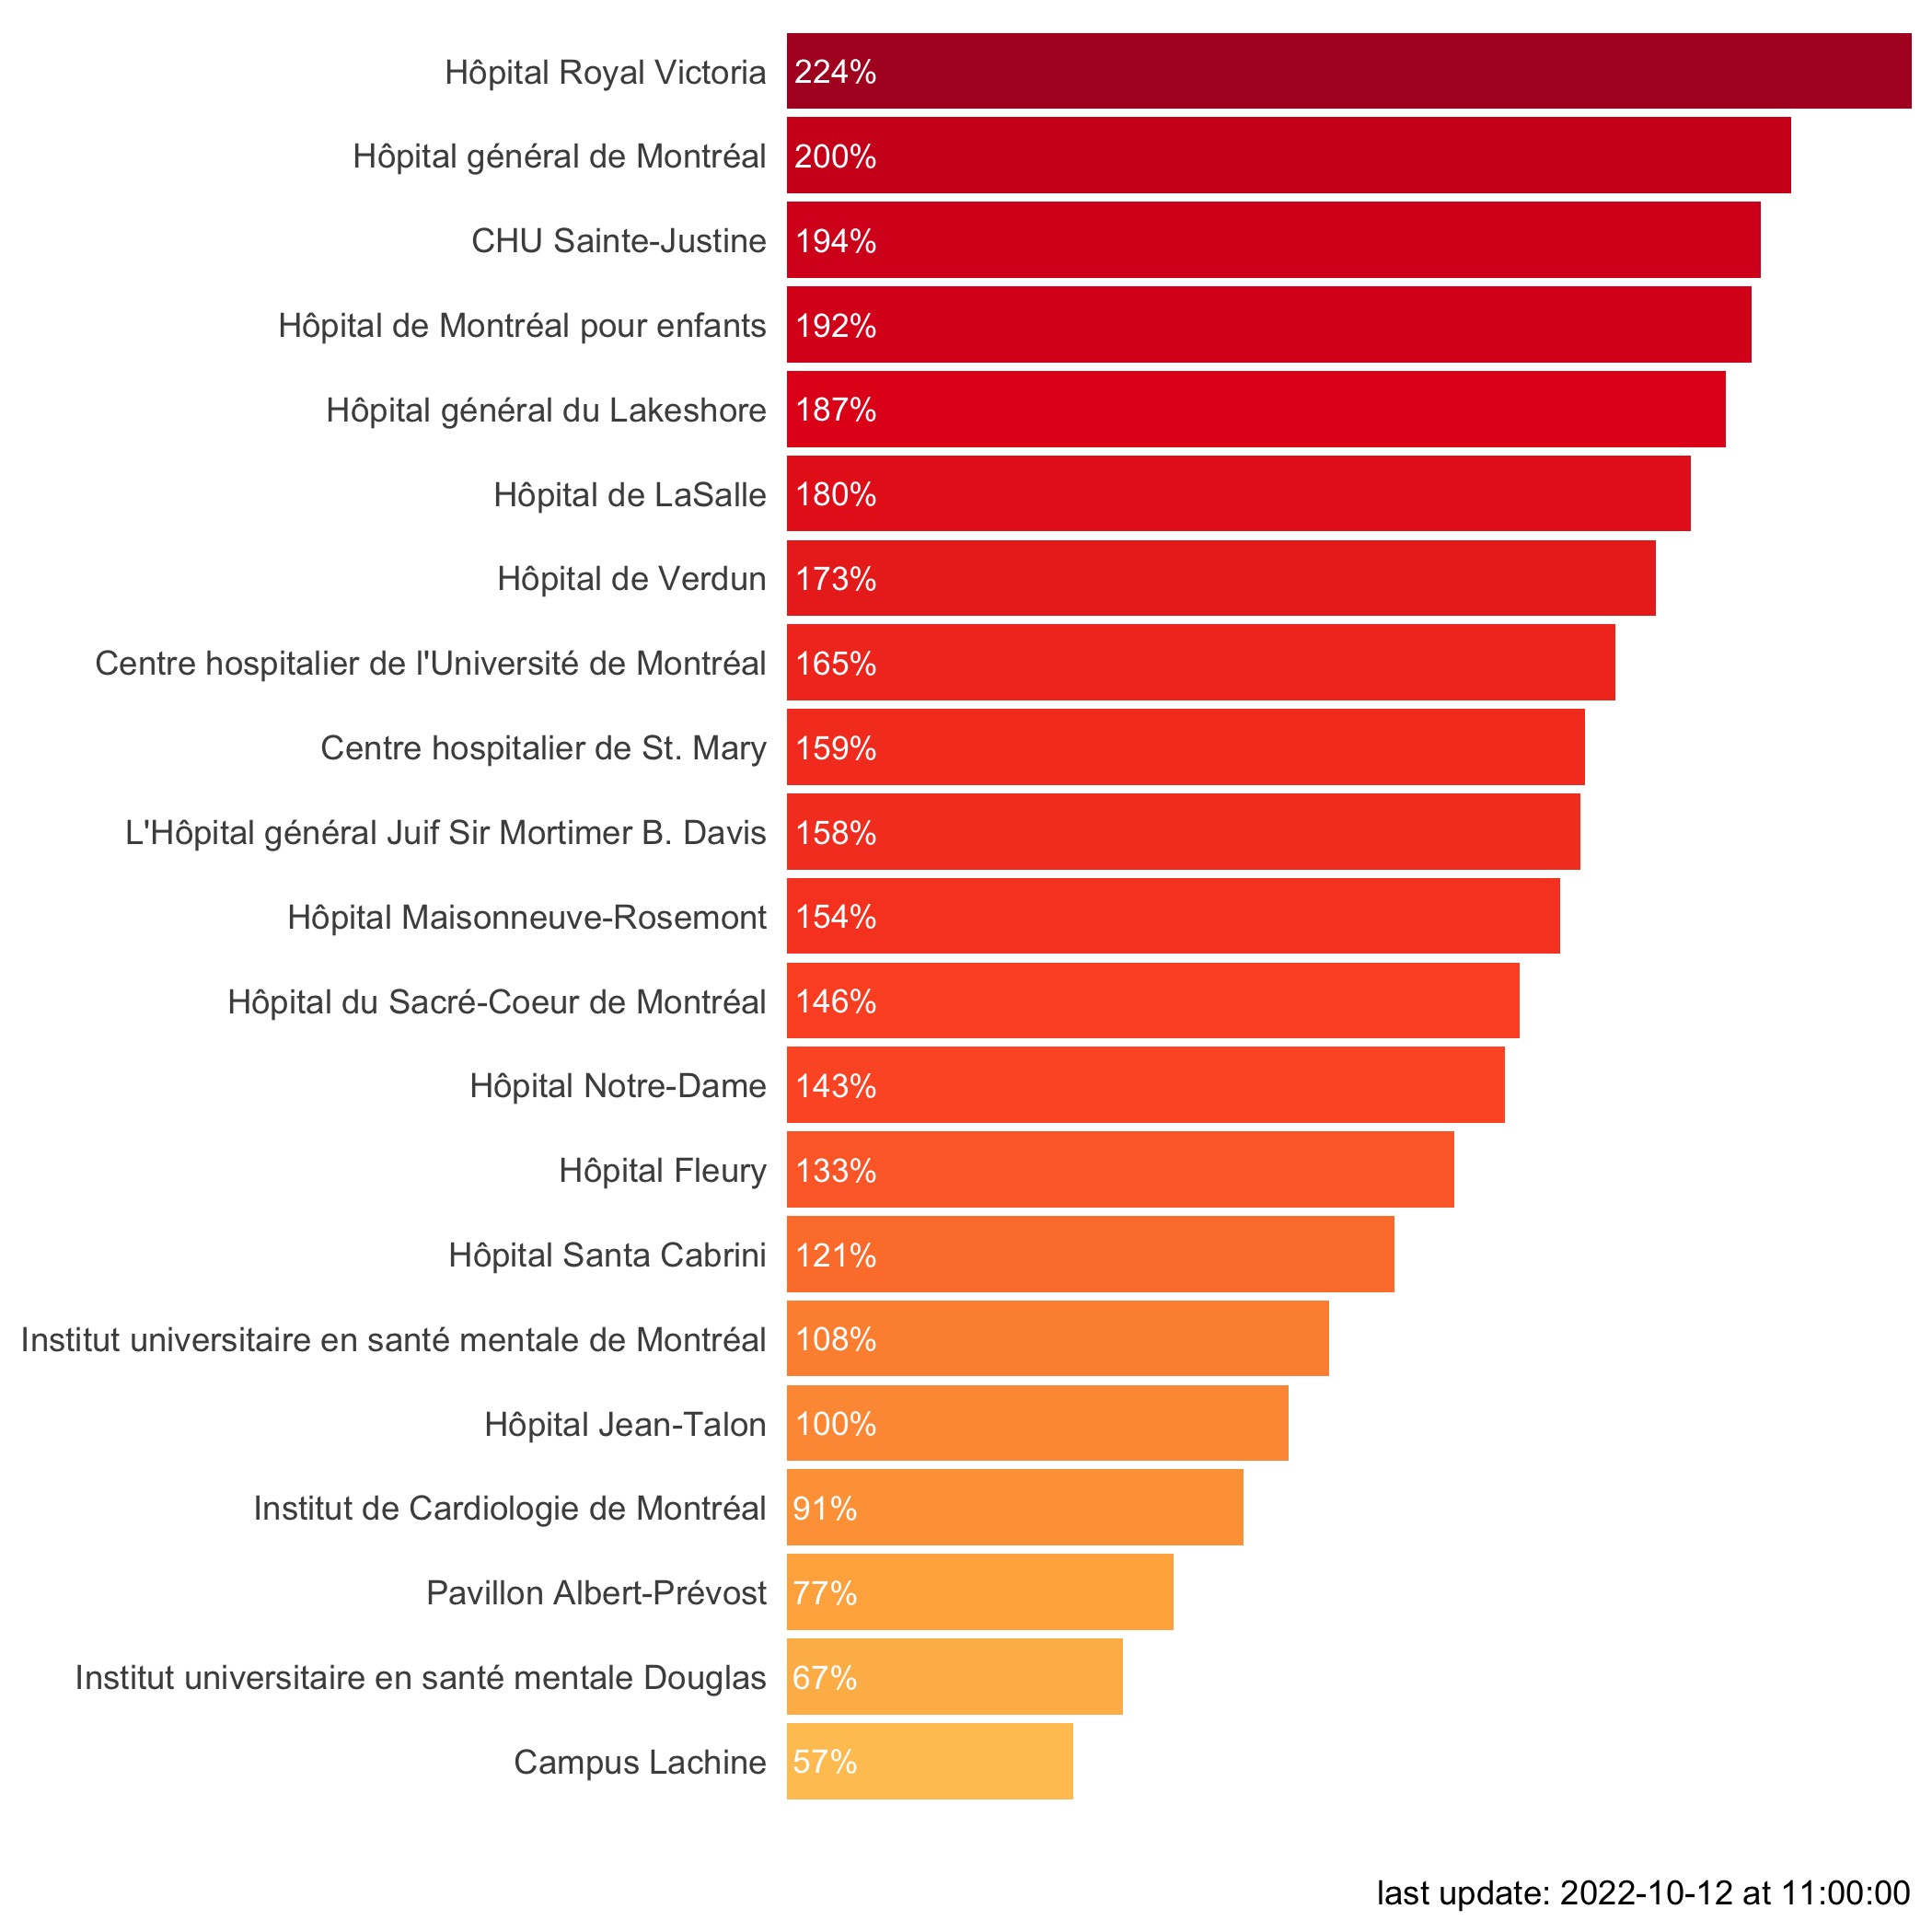 Hôpital Royal Victoria 224%
Hôpital général de Montréal 200%
CHU Sainte-Justine 194%
Hôpital de Montréal pour enfants 192%
Hôpital général du Lakeshore 187%
Hôpital de LaSalle 180%
Hôpital de Verdun 173%
Centre hospitalier de l'Université de Montréal 165%
Centre hospitalier de St. Mary 159%
L'Hôpital général Juif Sir Mortimer B. Davis 158%
Hôpital Maisonneuve-Rosemont 154%
Hôpital du Sacré-Coeur de Montréal 146%
Hôpital Notre-Dame 143%
Hôpital Fleury 133%
Hôpital Santa Cabrini 121%
Institut universitaire en santé mentale de Montréal 108%
Hôpital Jean-Talon 100%
Institut de Cardiologie de Montréal 91%
Pavillon Albert-Prévost 77%
Institut universitaire en santé mentale Douglas 67%
Campus Lachine 57%
last update: 2022-10-12 at 11:00:00